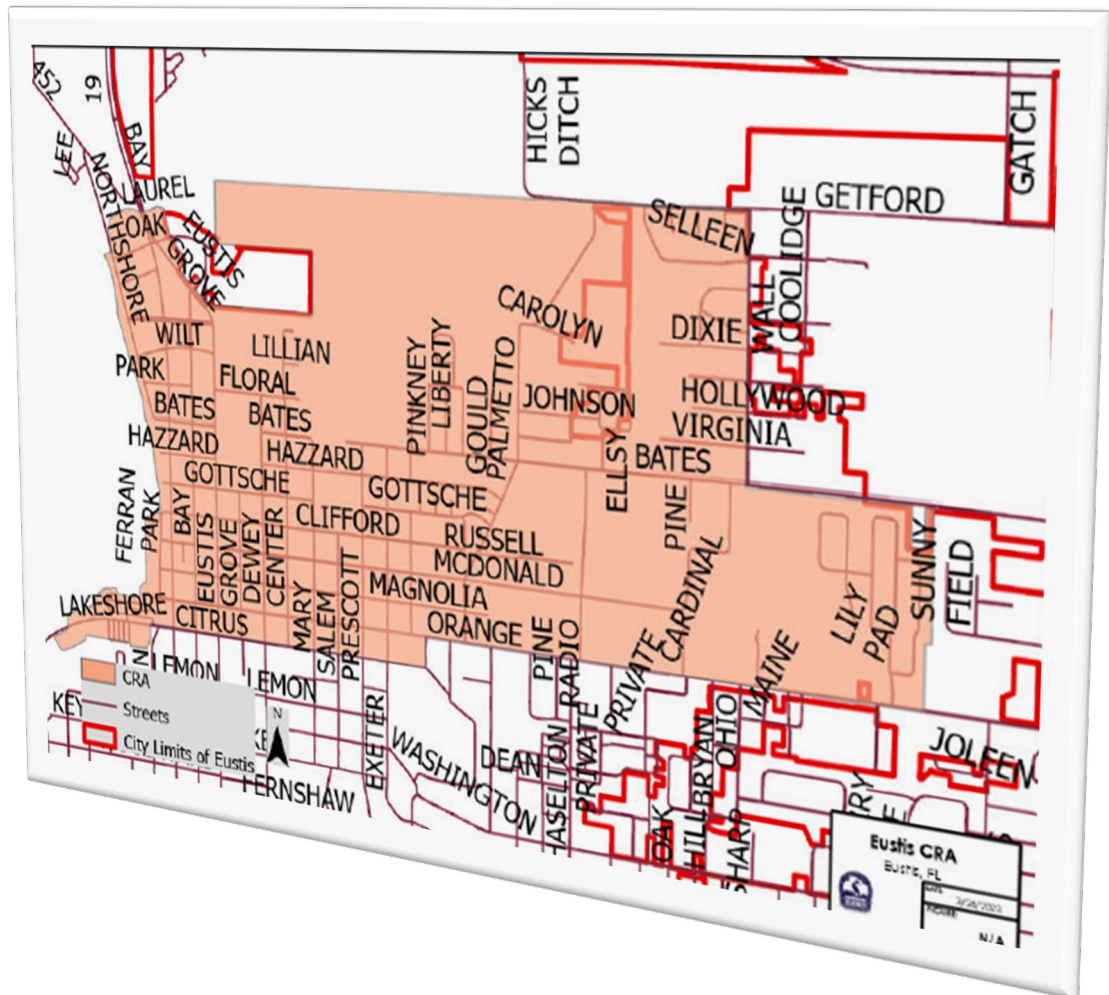 452
19
BAY
LEE
NORTHSHORE
LAUREL
OAK
EUSTIS
GROVE
HICKS
DITCH
GATCH
GETFORD
SELLEEN
COOLIDGE
WALL
CAROLYN
DIXIE
WILT
LILLIAN
PARK
FLORAL
PINKNEY
LIBERTY
GOULD
PALMETTO
JOHNSON
HOLLYWOOD
VIRGINIA
BATES
BATES
HAZZARD
HAZZARD
BATES
ELLSY
GOTTSCHE
GOTTSCHE
FERRAN
PARK
BAY
EUSTIS
GROVE
DEWEY
CENTER
CLIFFORD
RUSSELL
MCDONALD
PINE
CARDINAL
SUNNY
FIELD
LILY
PAD
MAGNOLIA
LAKESHORE
CITRUS
MARY
SALEM
PRESCOTT
ORANGE
PINE
RADIO
PRIVATE
MAINE
LEMON
LEMON
KEY
EXETER
WASHINGTON
DEAN
HASELTON
PRIVATE
OAK
HILL
BRYAN
OHIO
SHARP
JOLEEN
FERNSHAW
CRA
Streets
City Limits of Eustis
N
Eustis CRA
Eustis, FL
N/A